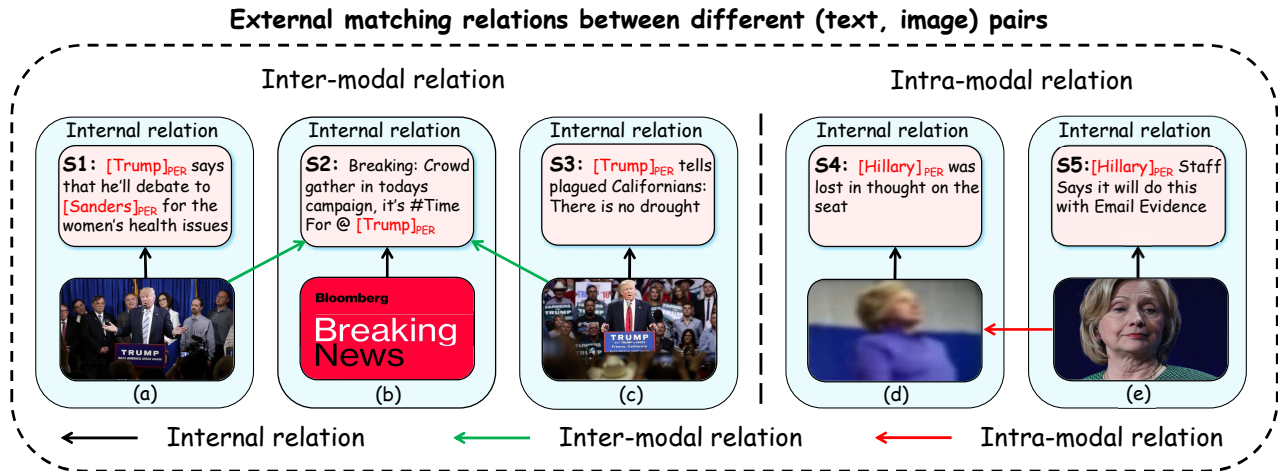 External matching relations between different (text, image) pairs
Inter-modal relation
Intra-modal relation
Internal relation
S1: [Trump]PER says
that he'll debate to
[Sanders]PER for the
women's health issues
TRUMP
(a)
Internal relation
S2: Breaking: Crowd
gather in todays
campaign, it's #Time
For @ [Trump]PER
Bloomberg
Breaking
News
(b)
Internal relation
S3: [Trump]PER tells
plagued Californians:
There is no drought
FARMERS
TRUMP
Fresno, California
(c)
Internal relation
S4: [Hillary]PER was
lost in thought on the
seat
(d)
Internal relation
S5:[Hillary]PER Staff
Says it will do this
with Email Evidence
(e)
Internal relation
Inter-modal relation
Intra-modal relation